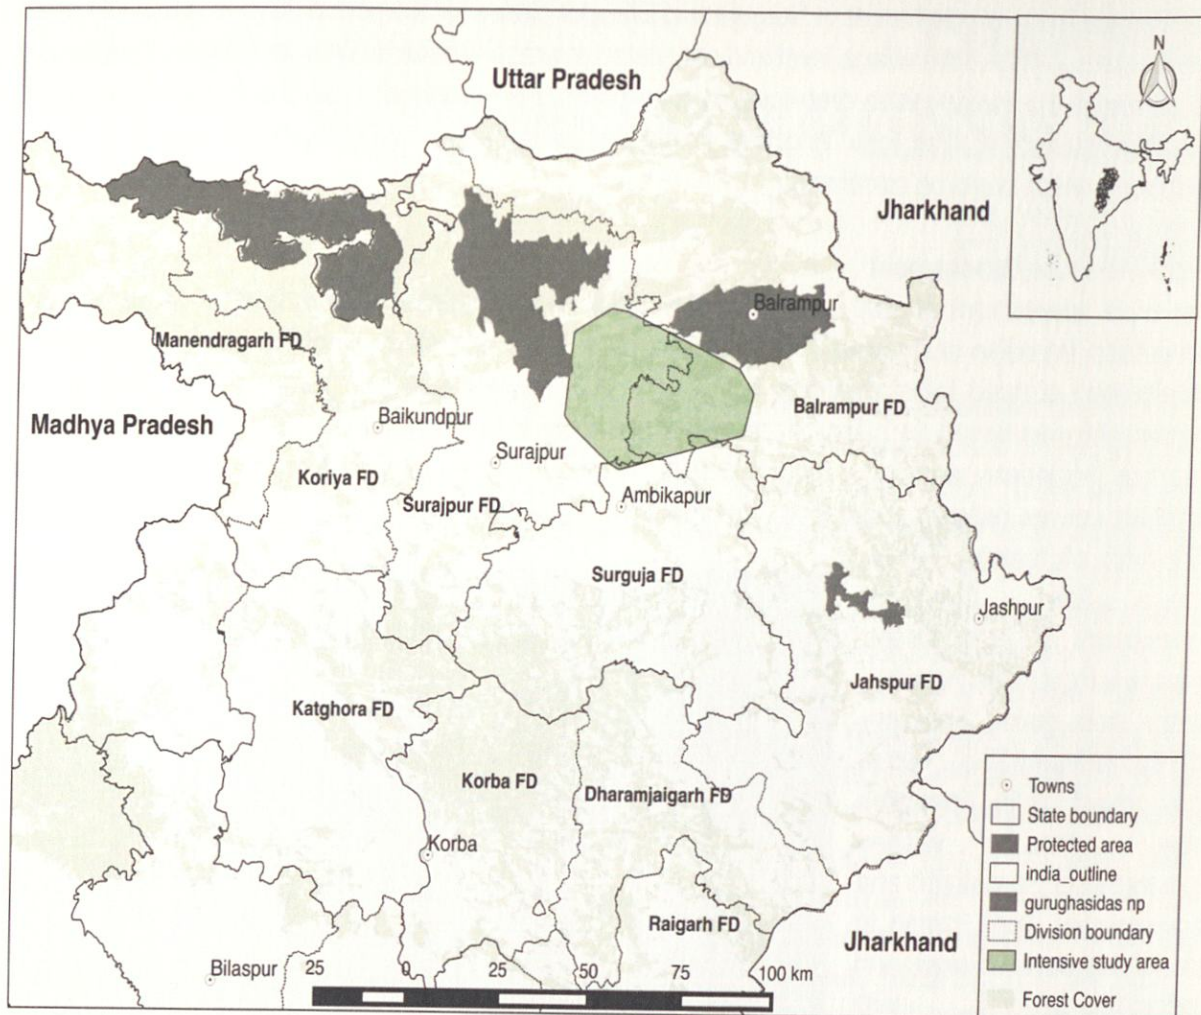 Uttar Pradesh
N
Jharkhand
Balrampur
Manendragarh FD
Madhya Pradesh
Baikundpur
Balrampur FD
Surajpur
Koriya FD
Surajpur FD
Ambikapur
Surguja FD
Jashpur
Jahspur FD
Katghora FD
Korba FD
Dharamjaigarh FD
Korba
Raigarh FD
Jharkhand
Bilaspur
25 0 25 50 75 100 km
Towns
State boundary
Protected area
india_outline
gurughasidas np
Division boundary
Intensive study area
Forest Cover